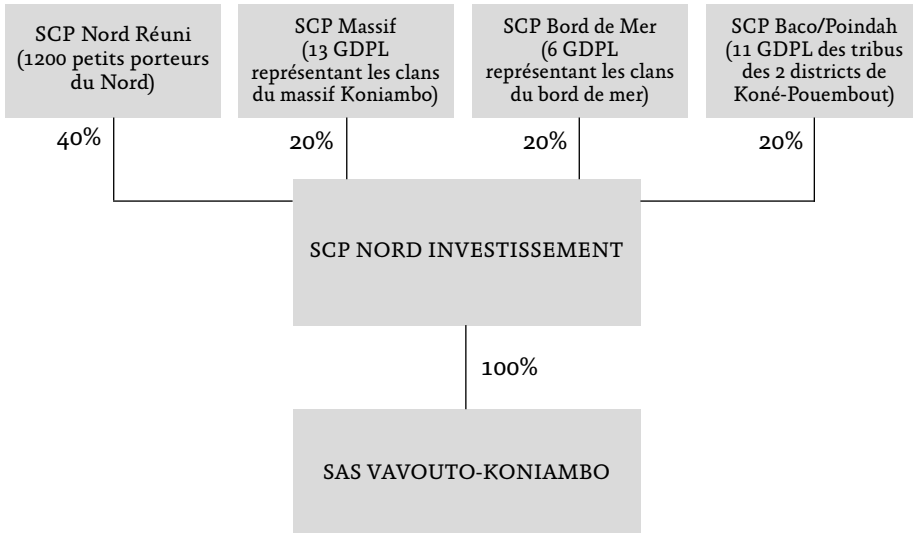 SCP Nord Réuni
(1200 petits porteurs
du Nord)
SCP Massif
(13 GDPL
représentant les clans
du massif Koniambo)
SCP Bord de Mer
(6 GDPL
représentant les clans
du bord de mer)
SCP Baco/Poindah
(11 GDPL des tribus
des 2 districts de
Koné-Pouembout)
40%
20%
20%
20%
SCP NORD INVESTISSEMENT
100%
SAS VAVOUTO-KONIAMBO